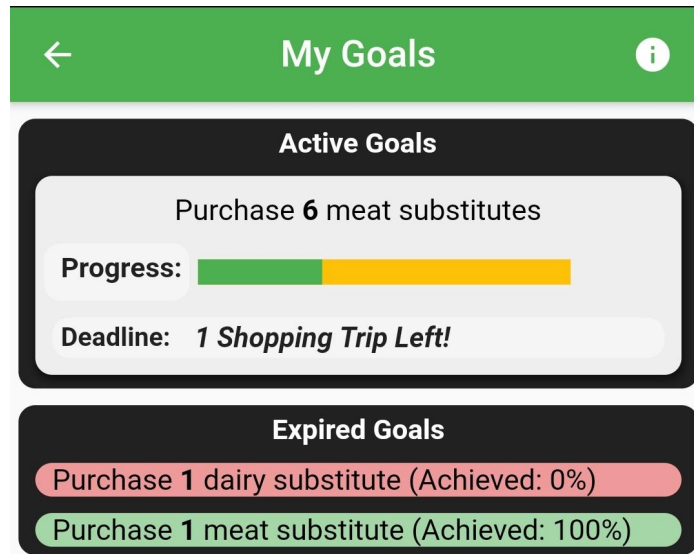 My Goals
Active Goals
Purchase 6 meat substitutes
Progress:
Deadline: 1 Shopping Trip Left!
Expired Goals
Purchase 1 dairy substitute (Achieved: 0%)
Purchase 1 meat substitute (Achieved: 100%)